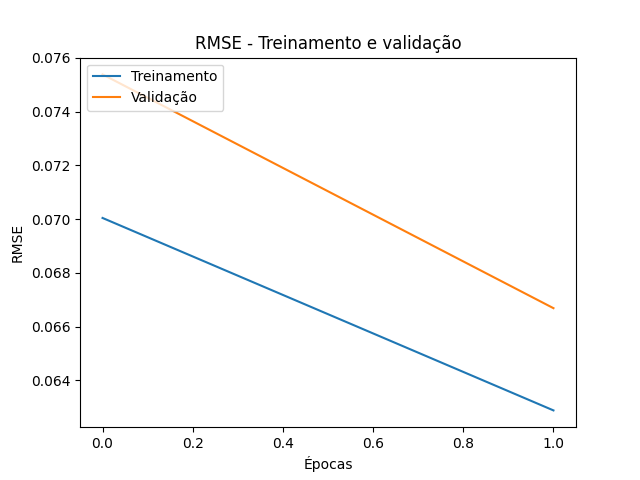 RMSE - Treinamento e validação
0.076
0.074
0.072
0.070
0.068
0.066
0.064
RMSE
Treinamento
Validação
0.0 0.2 0.4 0.6 0.8 1.0
Épocas